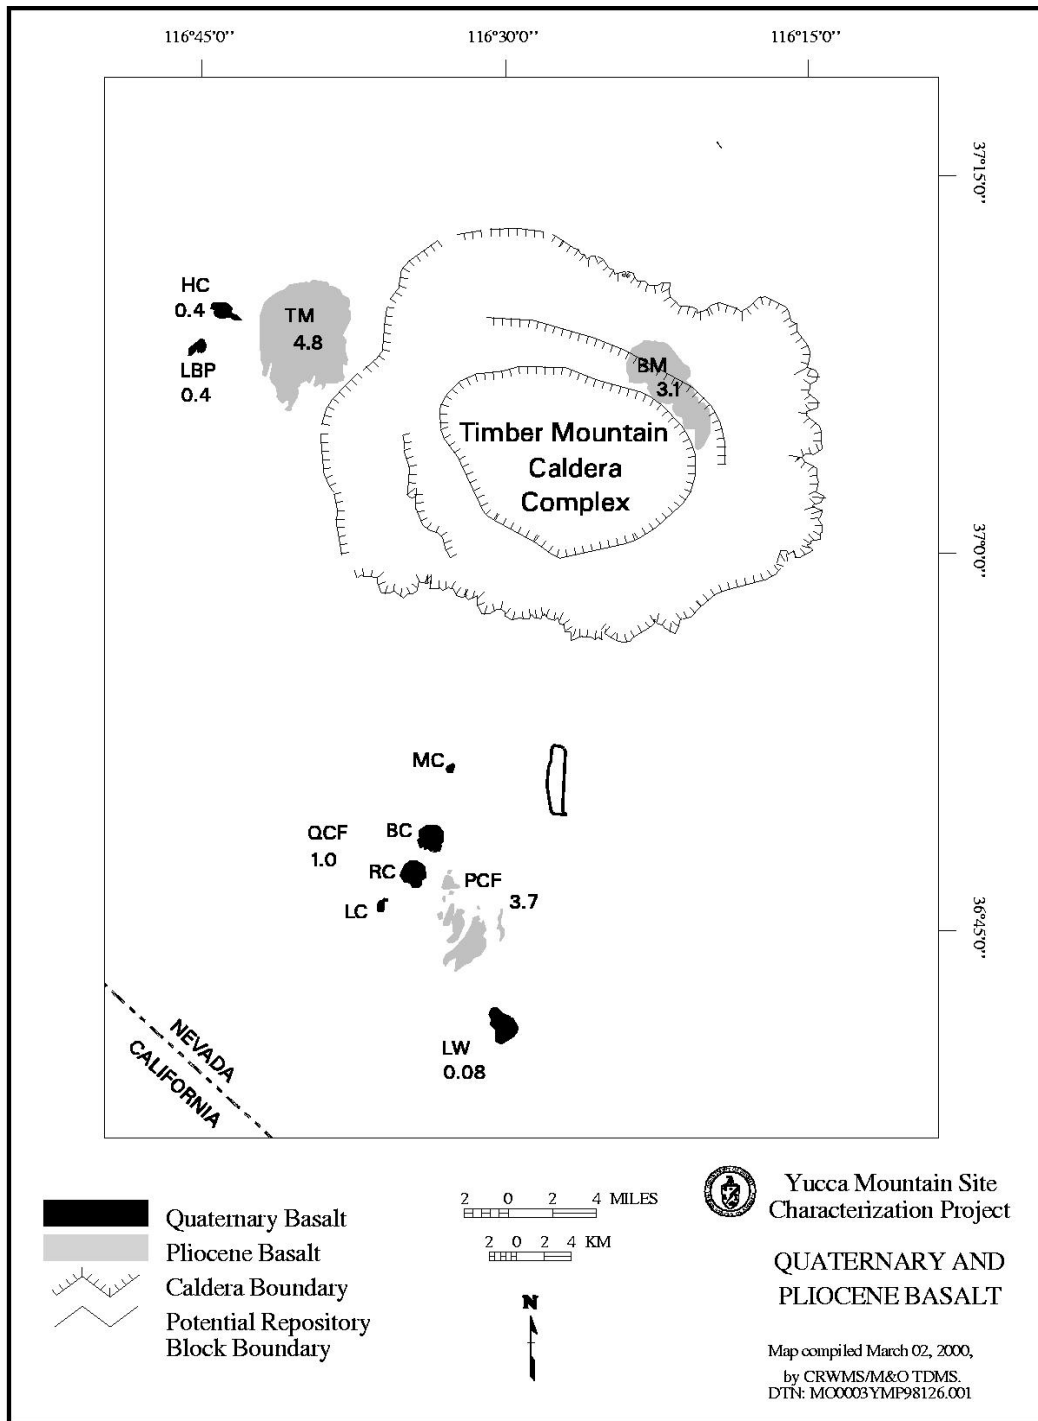 116°45'0"
116°30'0"
116°15'0"
37°15'0"
HC
0.4
TM
4.8
LBP
0.4
BM
3.1
Timber Mountain
Caldera
Complex
37°0'0"
MC
BC
QCF
1.0
RC
PCF
3.7
LC
36°45'0"
LW
0.08
NEVADA
CALIFORNIA
Quaternary Basalt
Pliocene Basalt
Caldera Boundary
Potential Repository
Block Boundary
2 0 2 4 MILES
2 0 2 4 KM
N
Yucca Mountain Site
Characterization Project
QUATERNARY AND
PLIOCENE BASALT
Map compiled March 02, 2000,
by CRWMS/M&O TDMS.
DTN: MO0003YMP98126.001